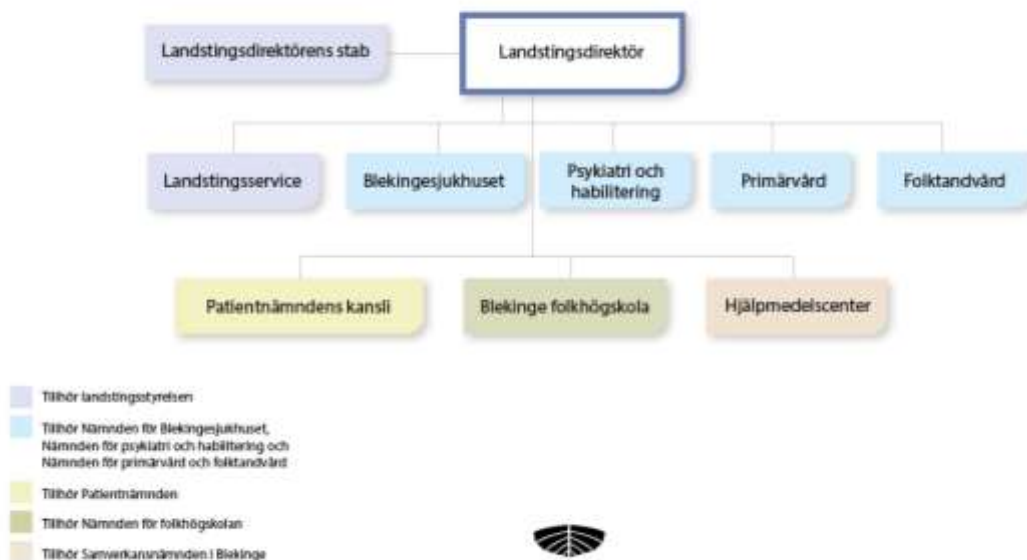 Landstingsdirektörens stab
Landstingsdirektör
Landstingsservice
Blekingesjukhuset
Psykiatri och
habilitering
Primärvård
Folktandvård
Patientnämndens kansli
Blekinge folkhögskola
Hjälpmedelscenter
Tillhör landstingsstyrelsen
Tillhör Nämnden för Blekingesjukhuset,
Nämnden för psykiatri och habilitering och
Nämnden för primärvård och folktandvård
Tillhör Patientnämnden
Tillhör Nämnden för folkhögskolan
Tillhör Samverkansnämnden i Blekinge